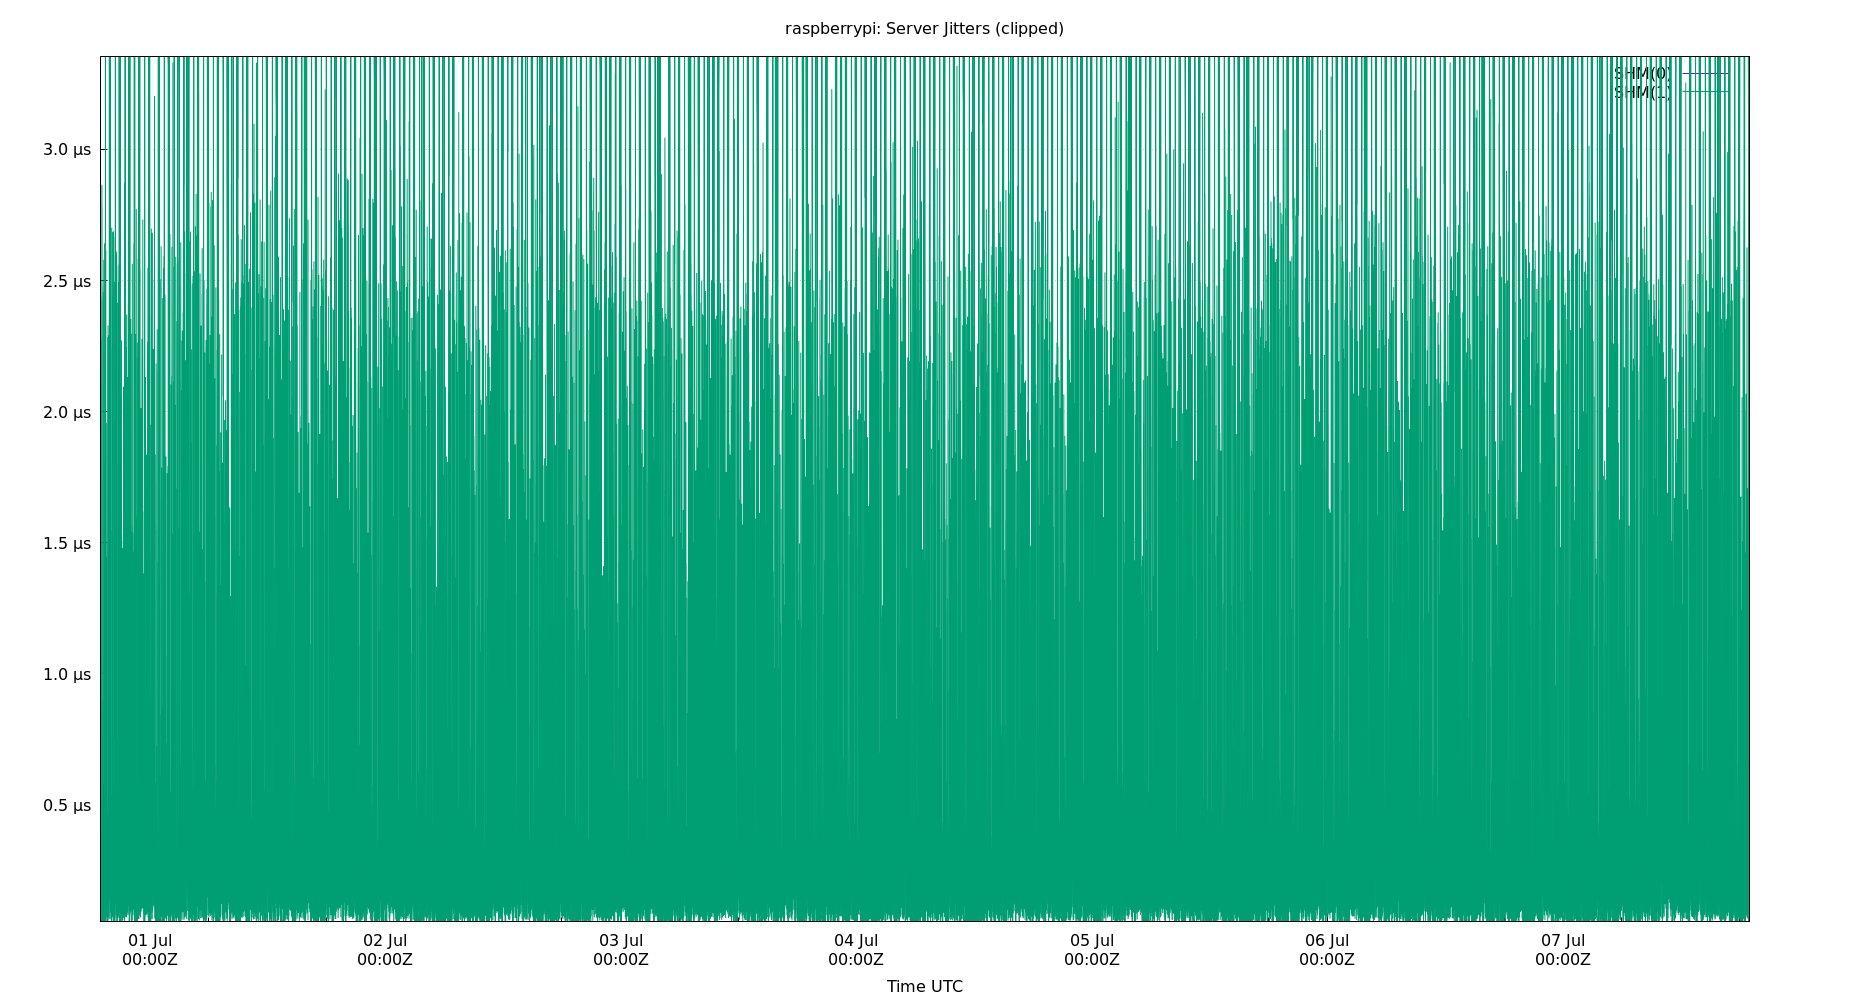 raspberrypi: Server Jitters (clipped)
SHM(0)
SHM(1)
3.0 µs
2.5 µs
2.0 µs
1.5 µs
1.0 µs
0.5 µs
01 Jul
00:00Z
02 Jul
00:00Z
03 Jul
00:00Z
04 Jul
00:00Z
05 Jul
00:00Z
06 Jul
00:00Z
07 Jul
00:00Z
Time UTC